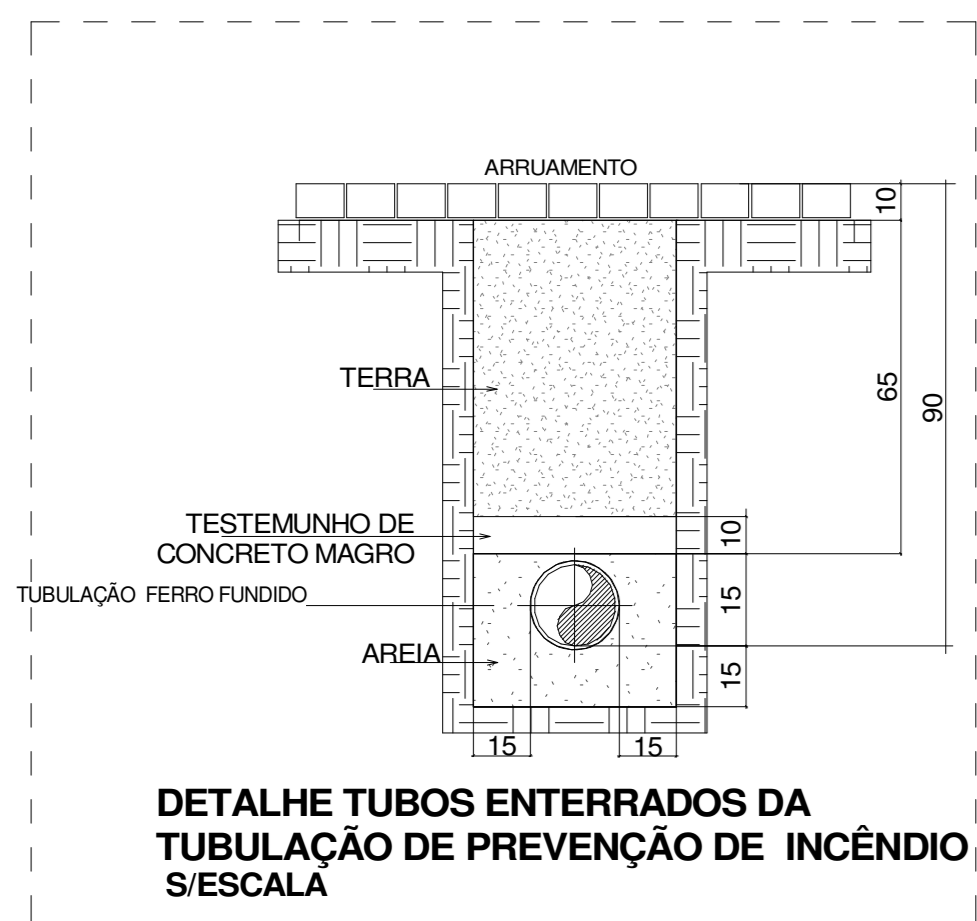 ARRUAMENTO
10
TERRA
65
90
TESTEMUNHO DE
CONCRETO MAGRO
10
TUBULAÇÃO FERRO FUNDIDO
15
AREIA
15
15
15
DETALHE TUBOS ENTERRADOS DA
TUBULAÇÃO DE PREVENÇÃO DE INCÊNDIO
S/ESCALA